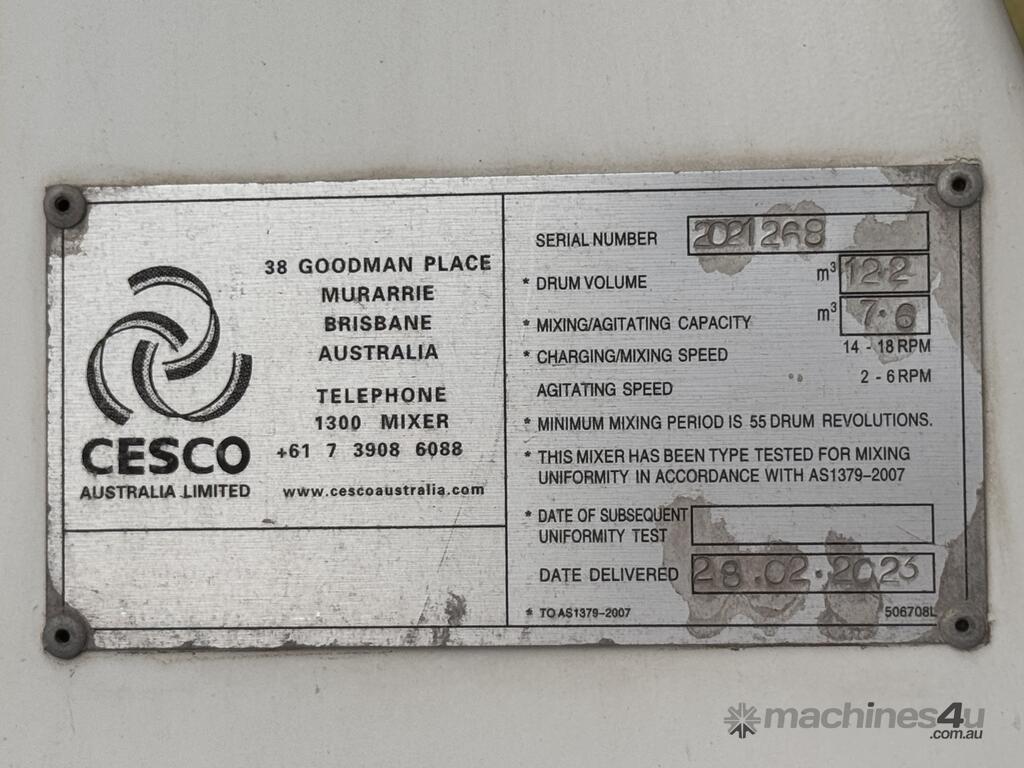 38 GOODMAN PLACE
MURARRIE
BRISBANE
AUSTRALIA
TELEPHONE
1300 MIXER
+61 7 3908 6088
www.cescoaustralia.com
CESCO
AUSTRALIA LIMITED
SERIAL NUMBER 2021268
* DRUM VOLUME m³ 12.2
* MIXING/AGITATING CAPACITY m³ 7.6
* CHARGING/MIXING SPEED 14 - 18 RPM
AGITATING SPEED 2 - 6 RPM
* MINIMUM MIXING PERIOD IS 55 DRUM REVOLUTIONS.
* THIS MIXER HAS BEEN TYPE TESTED FOR MIXING
UNIFORMITY IN ACCORDANCE WITH AS1379-2007
* DATE OF SUBSEQUENT
UNIFORMITY TEST
DATE DELIVERED 28.02.2023
* TO AS1379-2007 506708L
machines4u
.com.au